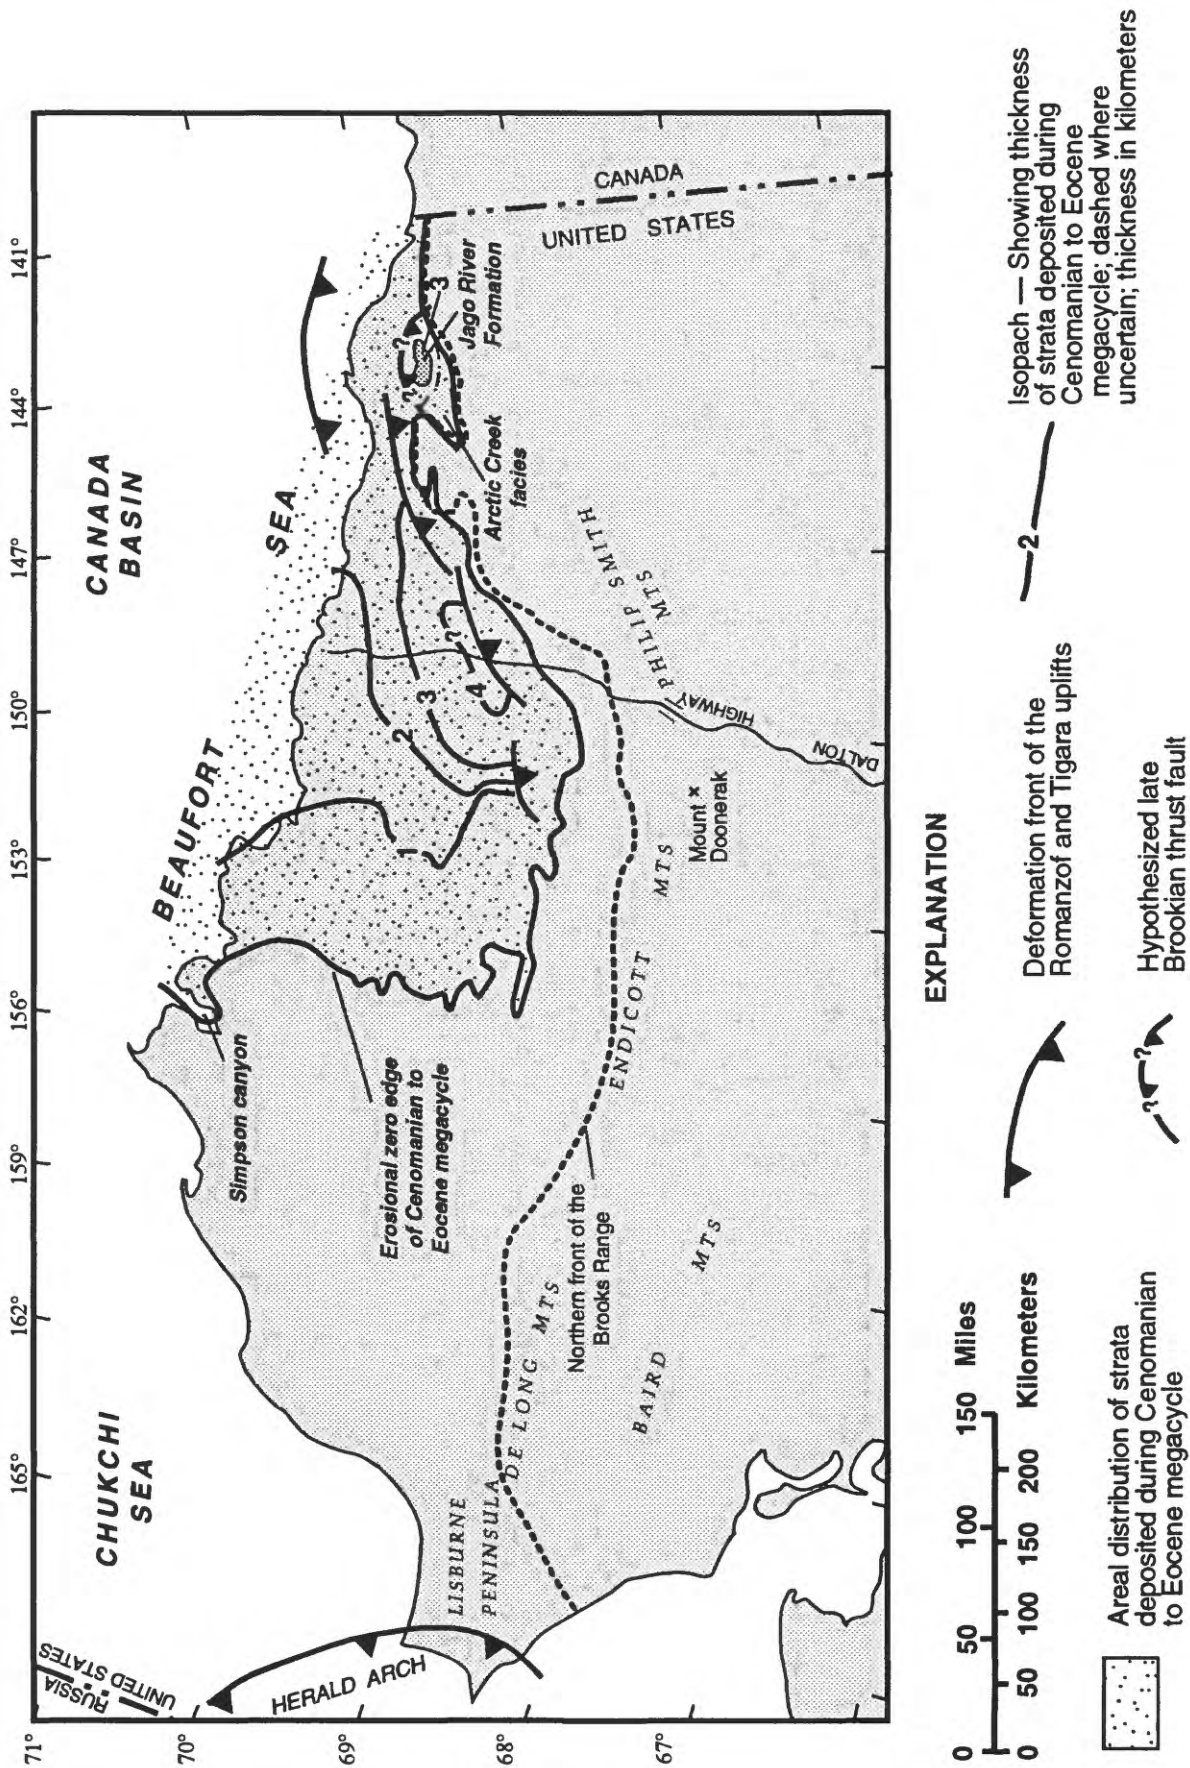 71°
70°
69°
68°
67°
165°
162°
159°
156°
153°
150°
147°
144°
141°
RUSSIA
UNITED STATES
CHUKCHI
SEA
HERALD ARCH
LISBURNE
PENINSULA
DE LONG MTS
BAIRD MTS
Northern front of the
Brooks Range
ENDICOTT MTS
Simpson canyon
Erosional zero edge
of Cenomanian to
Eocene megacycle
BEAUFORT SEA
CANADA
BASIN
2
3
4
?
Mount ×
Doonerak
DALTON HIGHWAY
PHILIP SMITH
MTS
Arctic Creek
facies
?
?
3
Jago River
Formation
UNITED STATES
CANADA
EXPLANATION
0 50 100 150 Miles
0 50 100 150 200 Kilometers
Areal distribution of strata
deposited during Cenomanian
to Eocene megacycle
Deformation front of the
Romanzof and Tigara uplifts
? ?
Hypothesized late
Brookian thrust fault
2
Isopach — Showing thickness
of strata deposited during
Cenomanian to Eocene
megacycle; dashed where
uncertain; thickness in kilometers